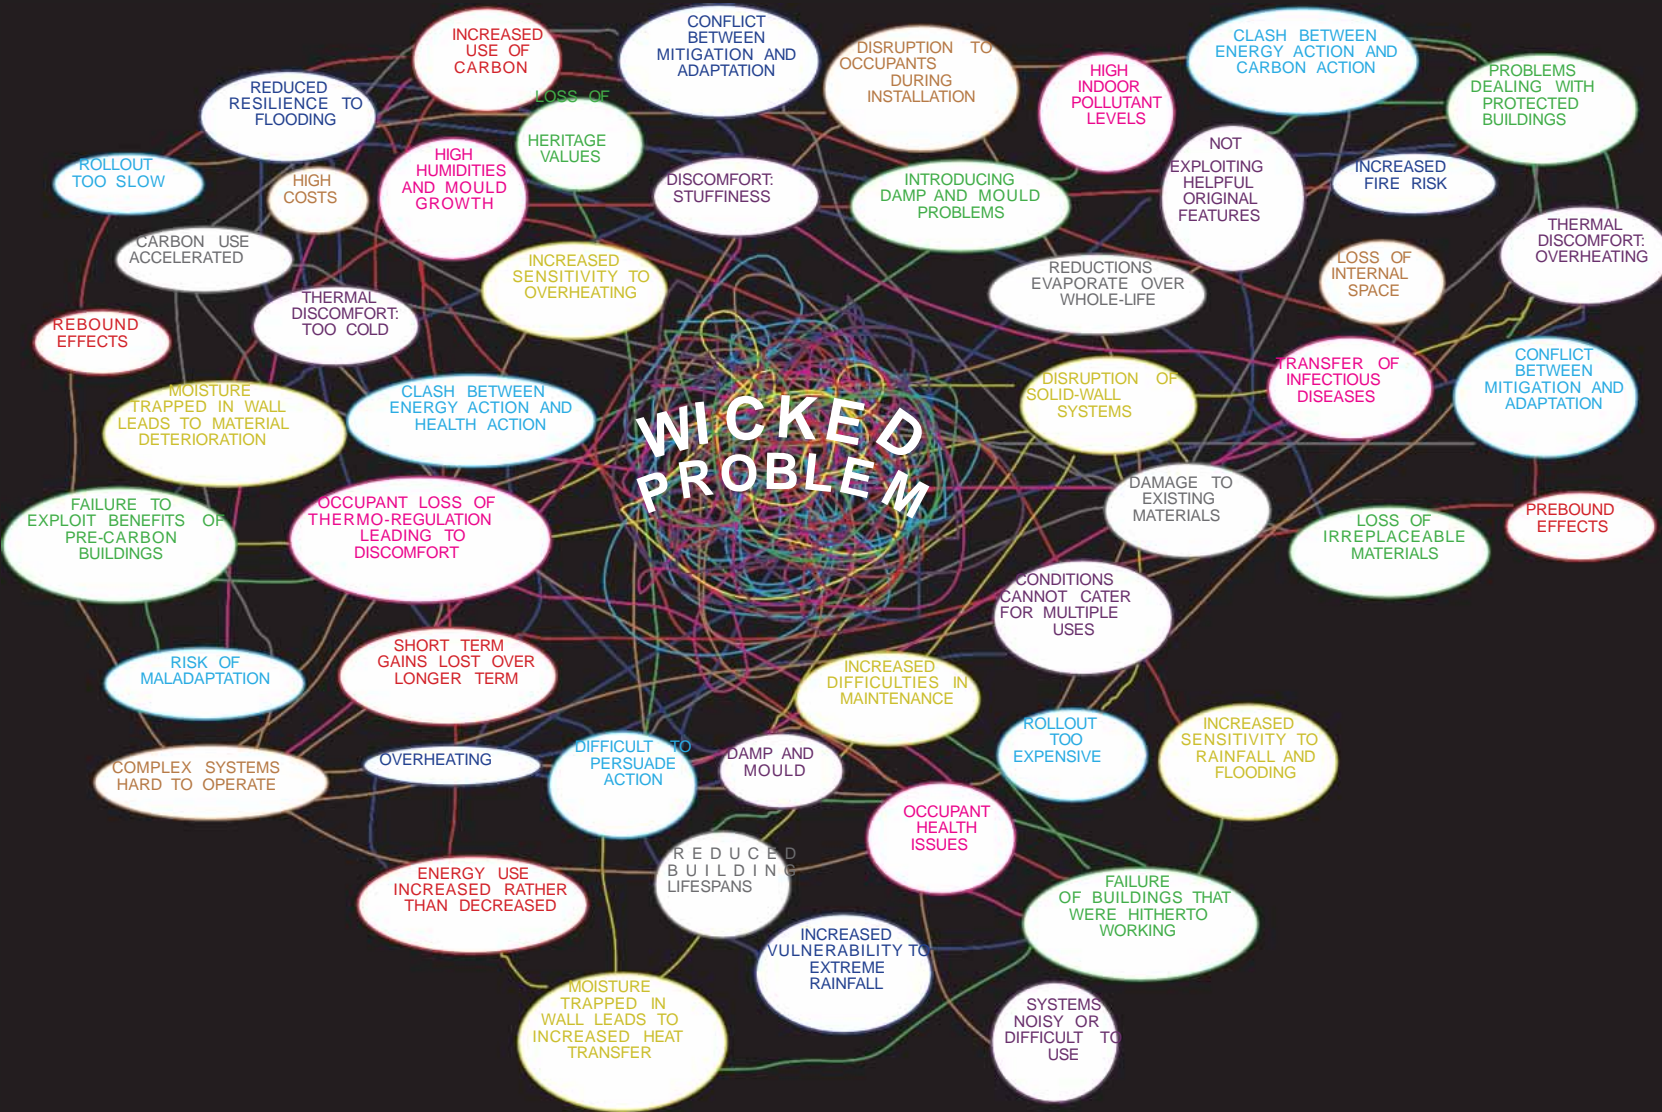 INCREASED
USE OF
CARBON
CONFLICT
BETWEEN
MITIGATION AND
ADAPTATION
DISRUPTION TO
OCCUPANTS
DURING
INSTALLATION
HIGH
INDOOR
POLLUTANT
LEVELS
CLASH BETWEEN
ENERGY ACTION AND
CARBON ACTION
PROBLEMS
DEALING WITH
PROTECTED
BUILDINGS
REDUCED
RESILIENCE TO
FLOODING
LOSS OF
HERITAGE
VALUES
ROLLOUT
TOO SLOW
HIGH
COSTS
HIGH
HUMIDITIES
AND MOULD
GROWTH
DISCOMFORT:
STUFFINESS
INTRODUCING
DAMP AND MOULD
PROBLEMS
NOT
EXPLOITING
HELPFUL
ORIGINAL
FEATURES
INCREASED
FIRE RISK
THERMAL
DISCOMFORT:
OVERHEATING
CARBON USE
ACCELERATED
THERMAL
DISCOMFORT:
TOO COLD
INCREASED
SENSITIVITY TO
OVERHEATING
REDUCTIONS
EVAPORATE OVER
WHOLE-LIFE
LOSS OF
INTERNAL
SPACE
REBOUND
EFFECTS
MOISTURE
TRAPPED IN WALL
LEADS TO MATERIAL
DETERIORATION
CLASH BETWEEN
ENERGY ACTION AND
HEALTH ACTION
WICKED
PROBLEM
DISRUPTION OF
SOLID-WALL
SYSTEMS
TRANSFER OF
INFECTIOUS
DISEASES
CONFLICT
BETWEEN
MITIGATION AND
ADAPTATION
FAILURE TO
EXPLOIT BENEFITS OF
PRE-CARBON
BUILDINGS
OCCUPANT LOSS OF
THERMO-REGULATION
LEADING TO
DISCOMFORT
DAMAGE TO
EXISTING
MATERIALS
LOSS OF
IRREPLACEABLE
MATERIALS
PREBOUND
EFFECTS
CONDITIONS
CANNOT CATER
FOR MULTIPLE
USES
RISK OF
MALADAPTATION
SHORT TERM
GAINS LOST OVER
LONGER TERM
INCREASED
DIFFICULTIES IN
MAINTENANCE
COMPLEX SYSTEMS
HARD TO OPERATE
OVERHEATING
DIFFICULT TO
PERSUADE
ACTION
DAMP AND
MOULD
ROLLOUT
TOO
EXPENSIVE
INCREASED
SENSITIVITY TO
RAINFALL AND
FLOODING
OCCUPANT
HEALTH
ISSUES
ENERGY USE
INCREASED RATHER
THAN DECREASED
REDUCED
BUILDING
LIFESPANS
FAILURE
OF BUILDINGS THAT
WERE HITHERTO
WORKING
INCREASED
VULNERABILITY TO
EXTREME
RAINFALL
MOISTURE
TRAPPED IN
WALL LEADS TO
INCREASED HEAT
TRANSFER
SYSTEMS
NOISY OR
DIFFICULT TO
USE